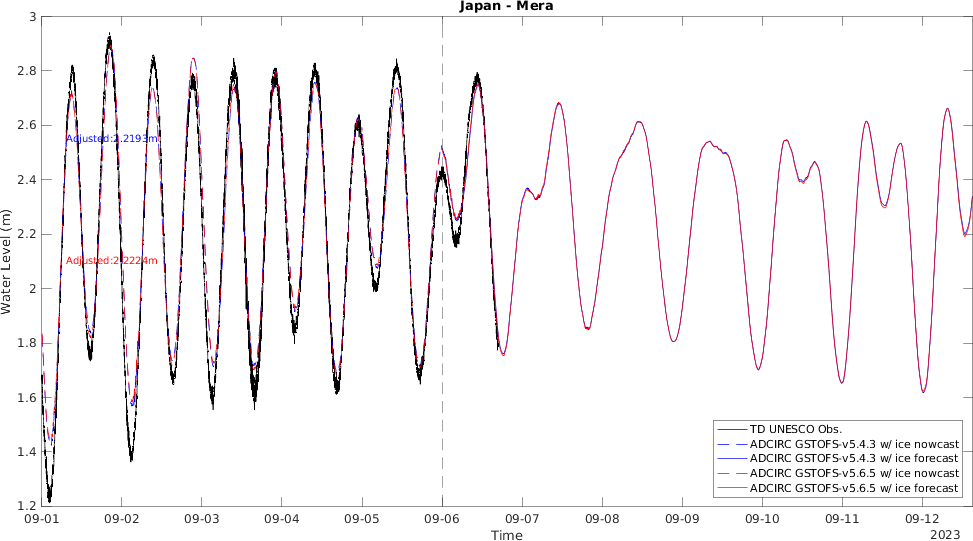 Japan - Mera
3
2.8
2.6
2.4
2.2
2
1.8
1.6
1.4
1.2
Water Level (m)
Adjusted:2.2193m
Adjusted:2.2224m
TD UNESCO Obs.
ADCIRC GSTOFS-v5.4.3 w/ ice nowcast
ADCIRC GSTOFS-v5.4.3 w/ ice forecast
ADCIRC GSTOFS-v5.6.5 w/ ice nowcast
ADCIRC GSTOFS-v5.6.5 w/ ice forecast
09-01 09-02 09-03 09-04 09-05 09-06 09-07 09-08 09-09 09-10 09-11 09-12
Time
2023